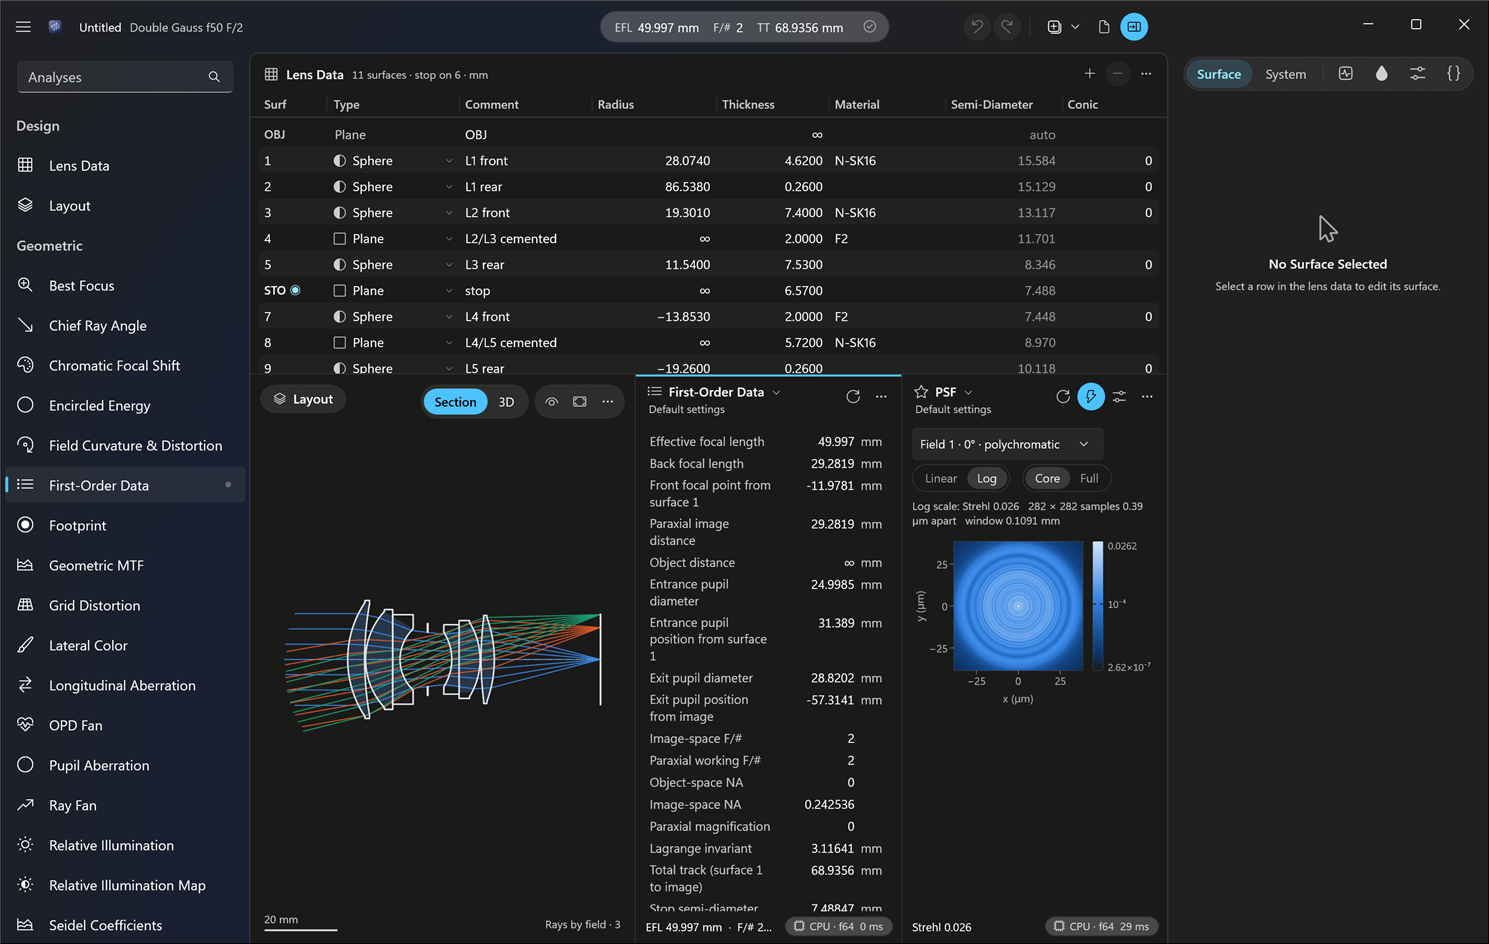 Untitled Double Gauss f50 F/2
EFL 49.997 mm F/# 2 TT 68.9356 mm
Analyses
Design
Lens Data
Layout
Geometric
Best Focus
Chief Ray Angle
Chromatic Focal Shift
Encircled Energy
Field Curvature & Distortion
First-Order Data
Footprint
Geometric MTF
Grid Distortion
Lateral Color
Longitudinal Aberration
OPD Fan
Pupil Aberration
Ray Fan
Relative Illumination
Relative Illumination Map
Seidel Coefficients
Lens Data 11 surfaces · stop on 6 · mm
Surf Type Comment Radius Thickness Material Semi-Diameter Conic
OBJ Plane OBJ ∞ auto
1 Sphere L1 front 28.0740 4.6200 N-SK16 15.584 0
2 Sphere L1 rear 86.5380 0.2600 15.129 0
3 Sphere L2 front 19.3010 7.4000 N-SK16 13.117 0
4 Plane L2/L3 cemented ∞ 2.0000 F2 11.701
5 Sphere L3 rear 11.5400 7.5300 8.346 0
STO Plane stop ∞ 6.5700 7.488
7 Sphere L4 front −13.8530 2.0000 F2 7.448 0
8 Plane L4/L5 cemented ∞ 5.7200 N-SK16 8.970
9 Sphere L5 rear −19.2600 0.2600 10.118 0
Layout
Section 3D
20 mm
Rays by field · 3
First-Order Data
Default settings
Effective focal length 49.997 mm
Back focal length 29.2819 mm
Front focal point from -11.9781 mm
surface 1
Paraxial image 29.2819 mm
distance
Object distance ∞ mm
Entrance pupil 24.9985 mm
diameter
Entrance pupil 31.389 mm
position from surface
1
Exit pupil diameter 28.8202 mm
Exit pupil position -57.3141 mm
from image
Image-space F/# 2
Paraxial working F/# 2
Object-space NA 0
Image-space NA 0.242536
Paraxial magnification 0
Lagrange invariant 3.11641 mm
Total track (surface 1 68.9356 mm
to image)
Stop semi-diameter 7.48847 mm
EFL 49.997 mm · F/# 2... CPU · f64 0 ms
PSF
Default settings
Field 1 · 0° · polychromatic
Linear Log Core Full
Log scale: Strehl 0.026 282 × 282 samples 0.39
µm apart window 0.1091 mm
0.0262
10⁻⁴
2.62×10⁻⁷
y (µm)
25
0
−25
−25 0 25
x (µm)
Strehl 0.026 CPU · f64 29 ms
Surface System {}
No Surface Selected
Select a row in the lens data to edit its surface.